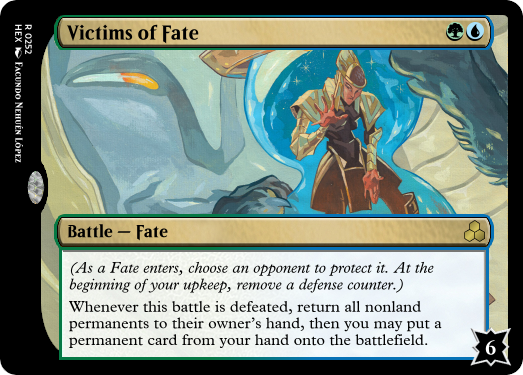 Victims of Fate
R 0252
HEX FACUNDO NEHUÉN LÓPEZ
Battle — Fate
(As a Fate enters, choose an opponent to protect it. At the
beginning of your upkeep, remove a defense counter.)
Whenever this battle is defeated, return all nonland
permanents to their owner's hand, then you may put a
permanent card from your hand onto the battlefield.
6